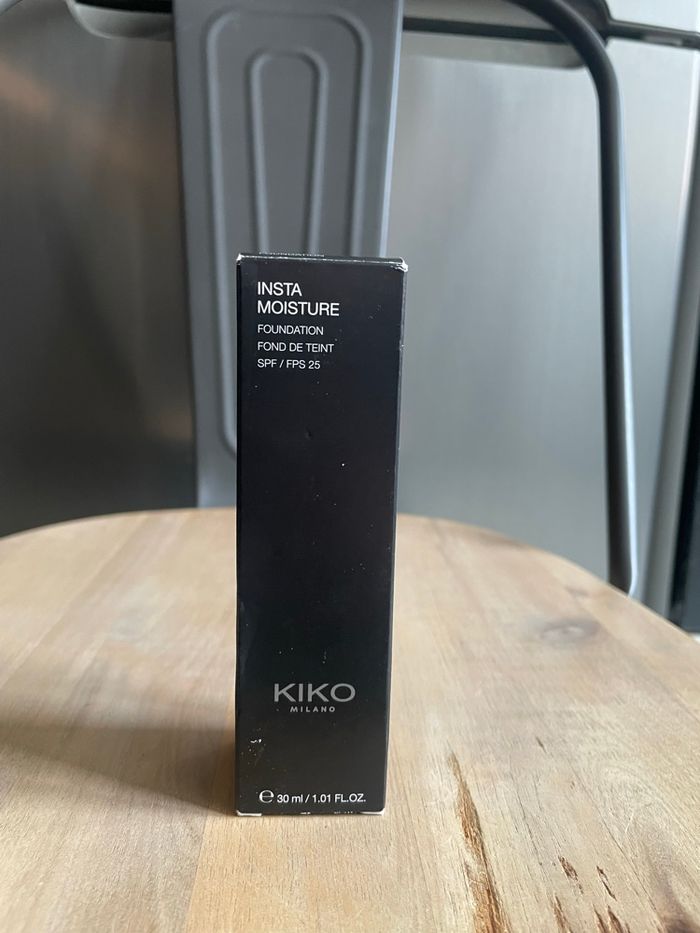 INSTA
MOISTURE
FOUNDATION
FOND DE TEINT
SPF / FPS 25
KIKO
MILANO
℮ 30 ml / 1.01 FL.OZ.